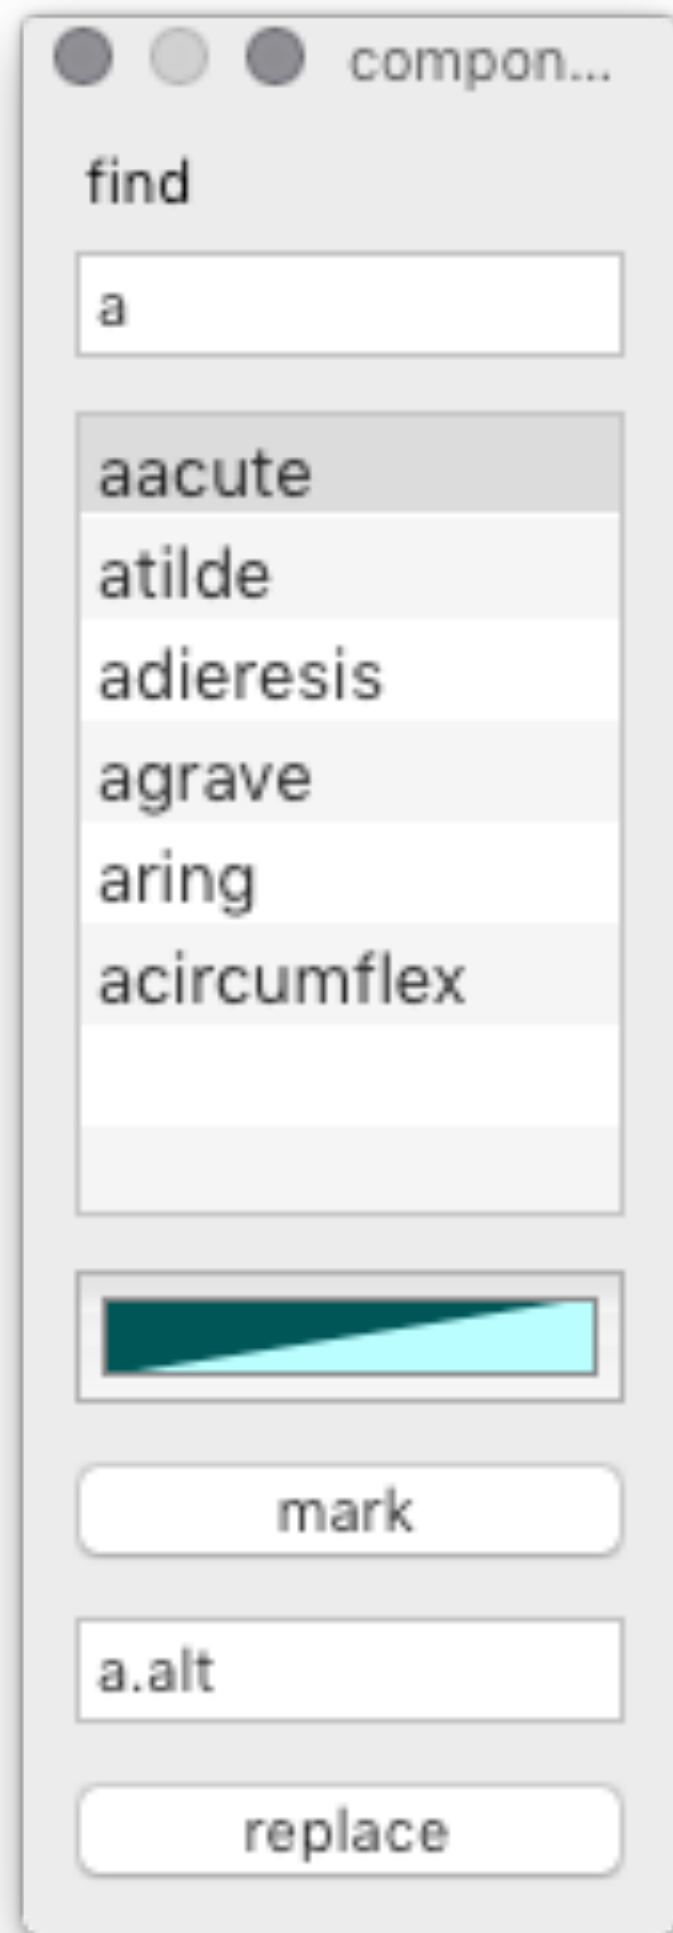 compon...
find
a
aacute
atilde
adieresis
agrave
aring
acircumflex
mark
a.alt
replace